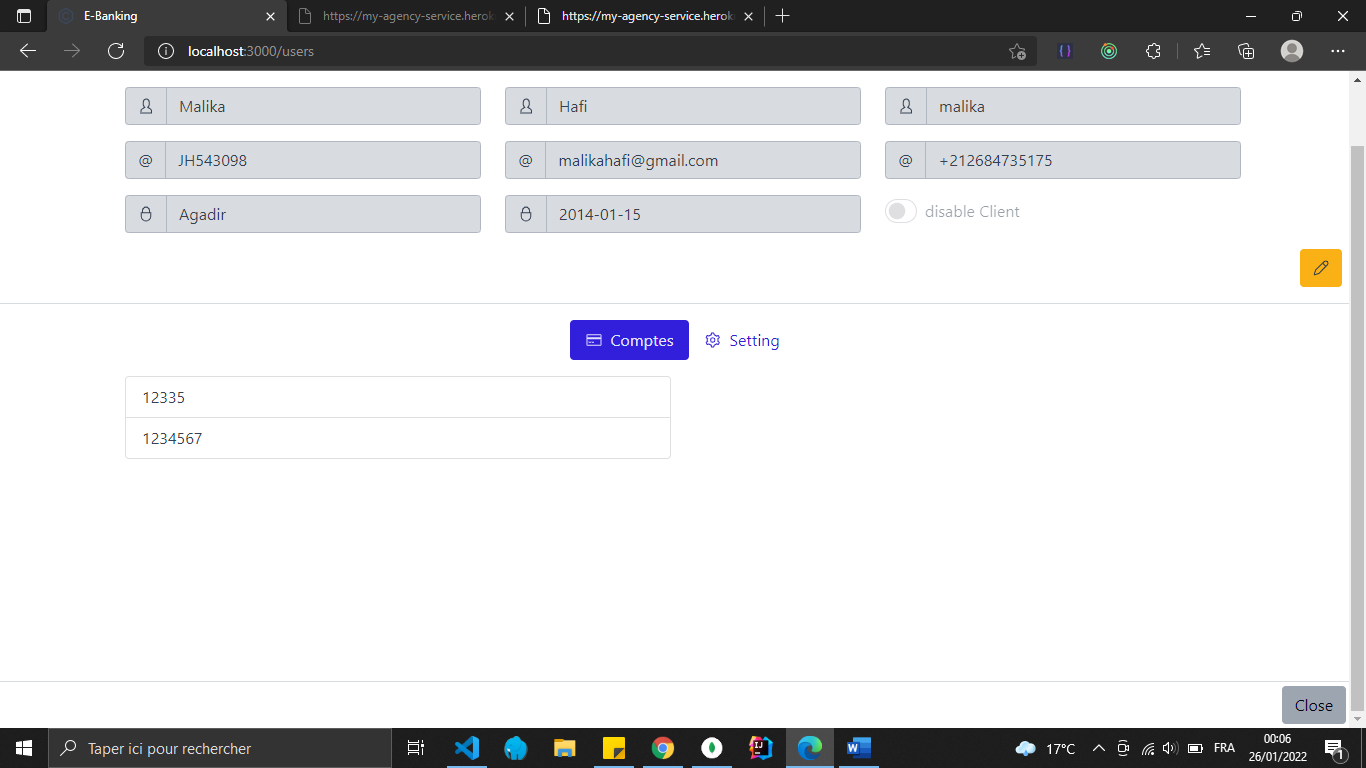 E-Banking
https://my-agency-service.herok
https://my-agency-service.herok
localhost:3000/users
Malika
Hafi
malika
@ JH543098
@ malikahafi@gmail.com
@ +212684735175
Agadir
2014-01-15
disable Client
Comptes
Setting
12335
1234567
Close
Taper ici pour rechercher
17°C
FRA
00:06
26/01/2022
1